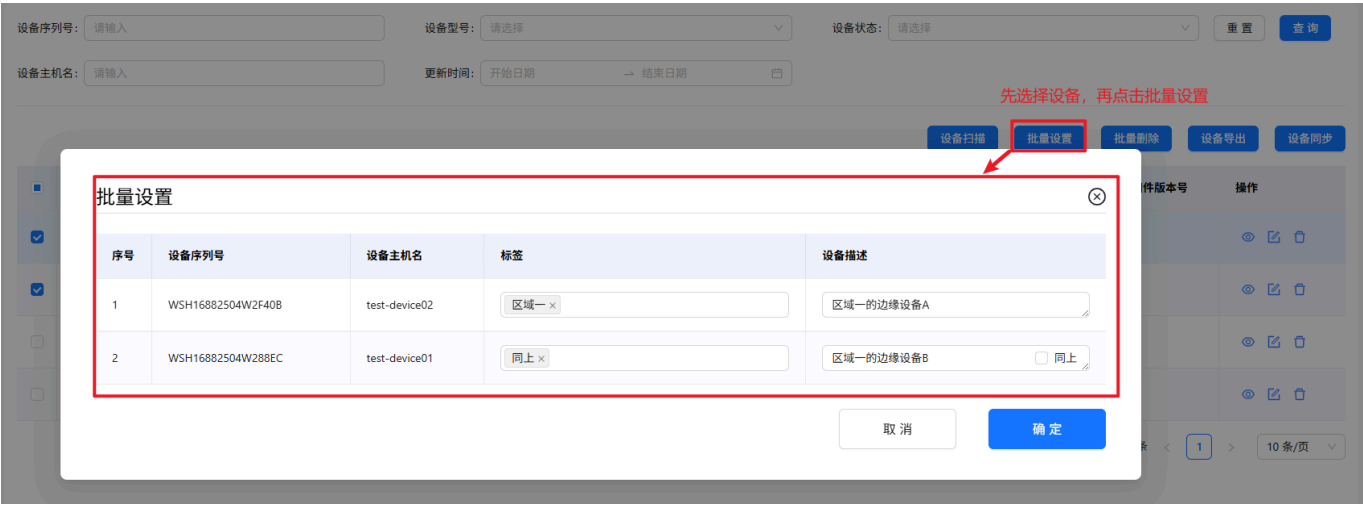 设备序列号: 请输入 设备型号: 请选择 设备状态: 请选择 重置 查询
设备主机名: 请输入 更新时间: 开始日期 → 结束日期
先选择设备，再点击批量设置
设备扫描 批量设置 批量删除 设备导出 设备同步
件版本号 操作
批量设置
序号 设备序列号 设备主机名 标签 设备描述
1 WSH16882504W2F40B test-device02 区域一 × 区域一的边缘设备A
2 WSH16882504W288EC test-device01 同上 × 区域一的边缘设备B 同上
取消 确定
条 < 1 > 10 条/页